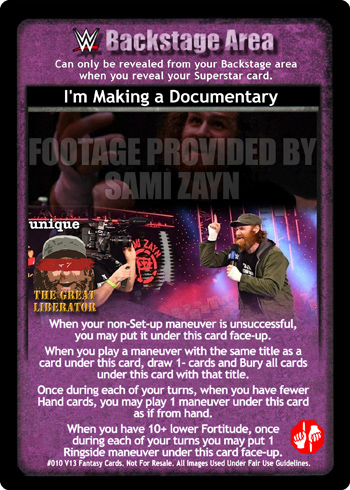 W Backstage Area
Can only be revealed from your Backstage area
when you reveal your Superstar card.
I'm Making a Documentary
FOOTAGE PROVIDED BY
SAMI ZAYN
unique
SAMI ZAYN
THE GREAT
LIBERATOR
When your non-Set-up maneuver is unsuccessful,
you may put it under this card face-up.
When you play a maneuver with the same title as a
card under this card, draw 1- cards and Bury all cards
under this card with that title.
Once during each of your turns, when you have fewer
Hand cards, you may play 1 maneuver under this card
as if from hand.
When you have 10+ lower Fortitude, once
during each of your turns you may put 1
Ringside maneuver under this card face-up.
#010 V13 Fantasy Cards. Not For Resale. All Images Used Under Fair Use Guidelines.